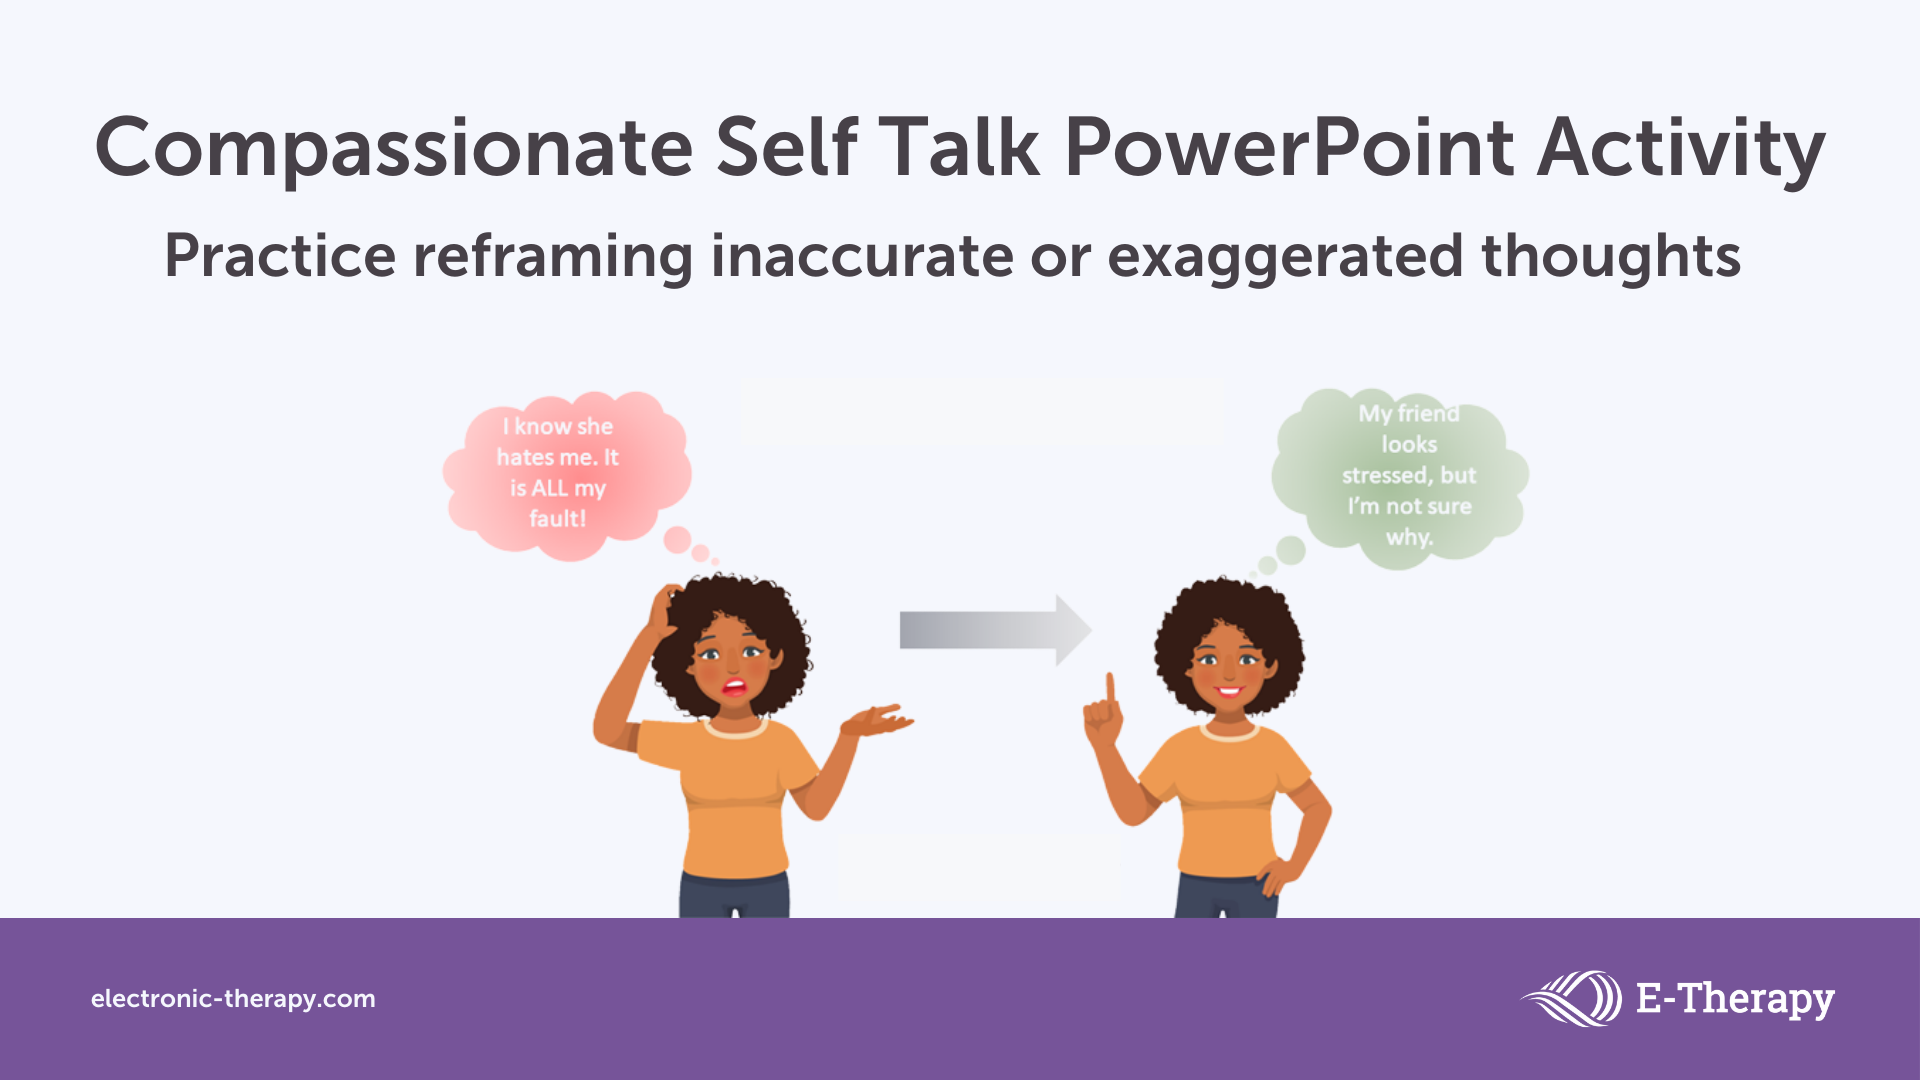 Compassionate Self Talk PowerPoint Activity
Practice reframing inaccurate or exaggerated thoughts
I know she
hates me. It
is ALL my
fault!
My friend
looks
stressed, but
I’m not sure
why.
electronic-therapy.com
E-Therapy